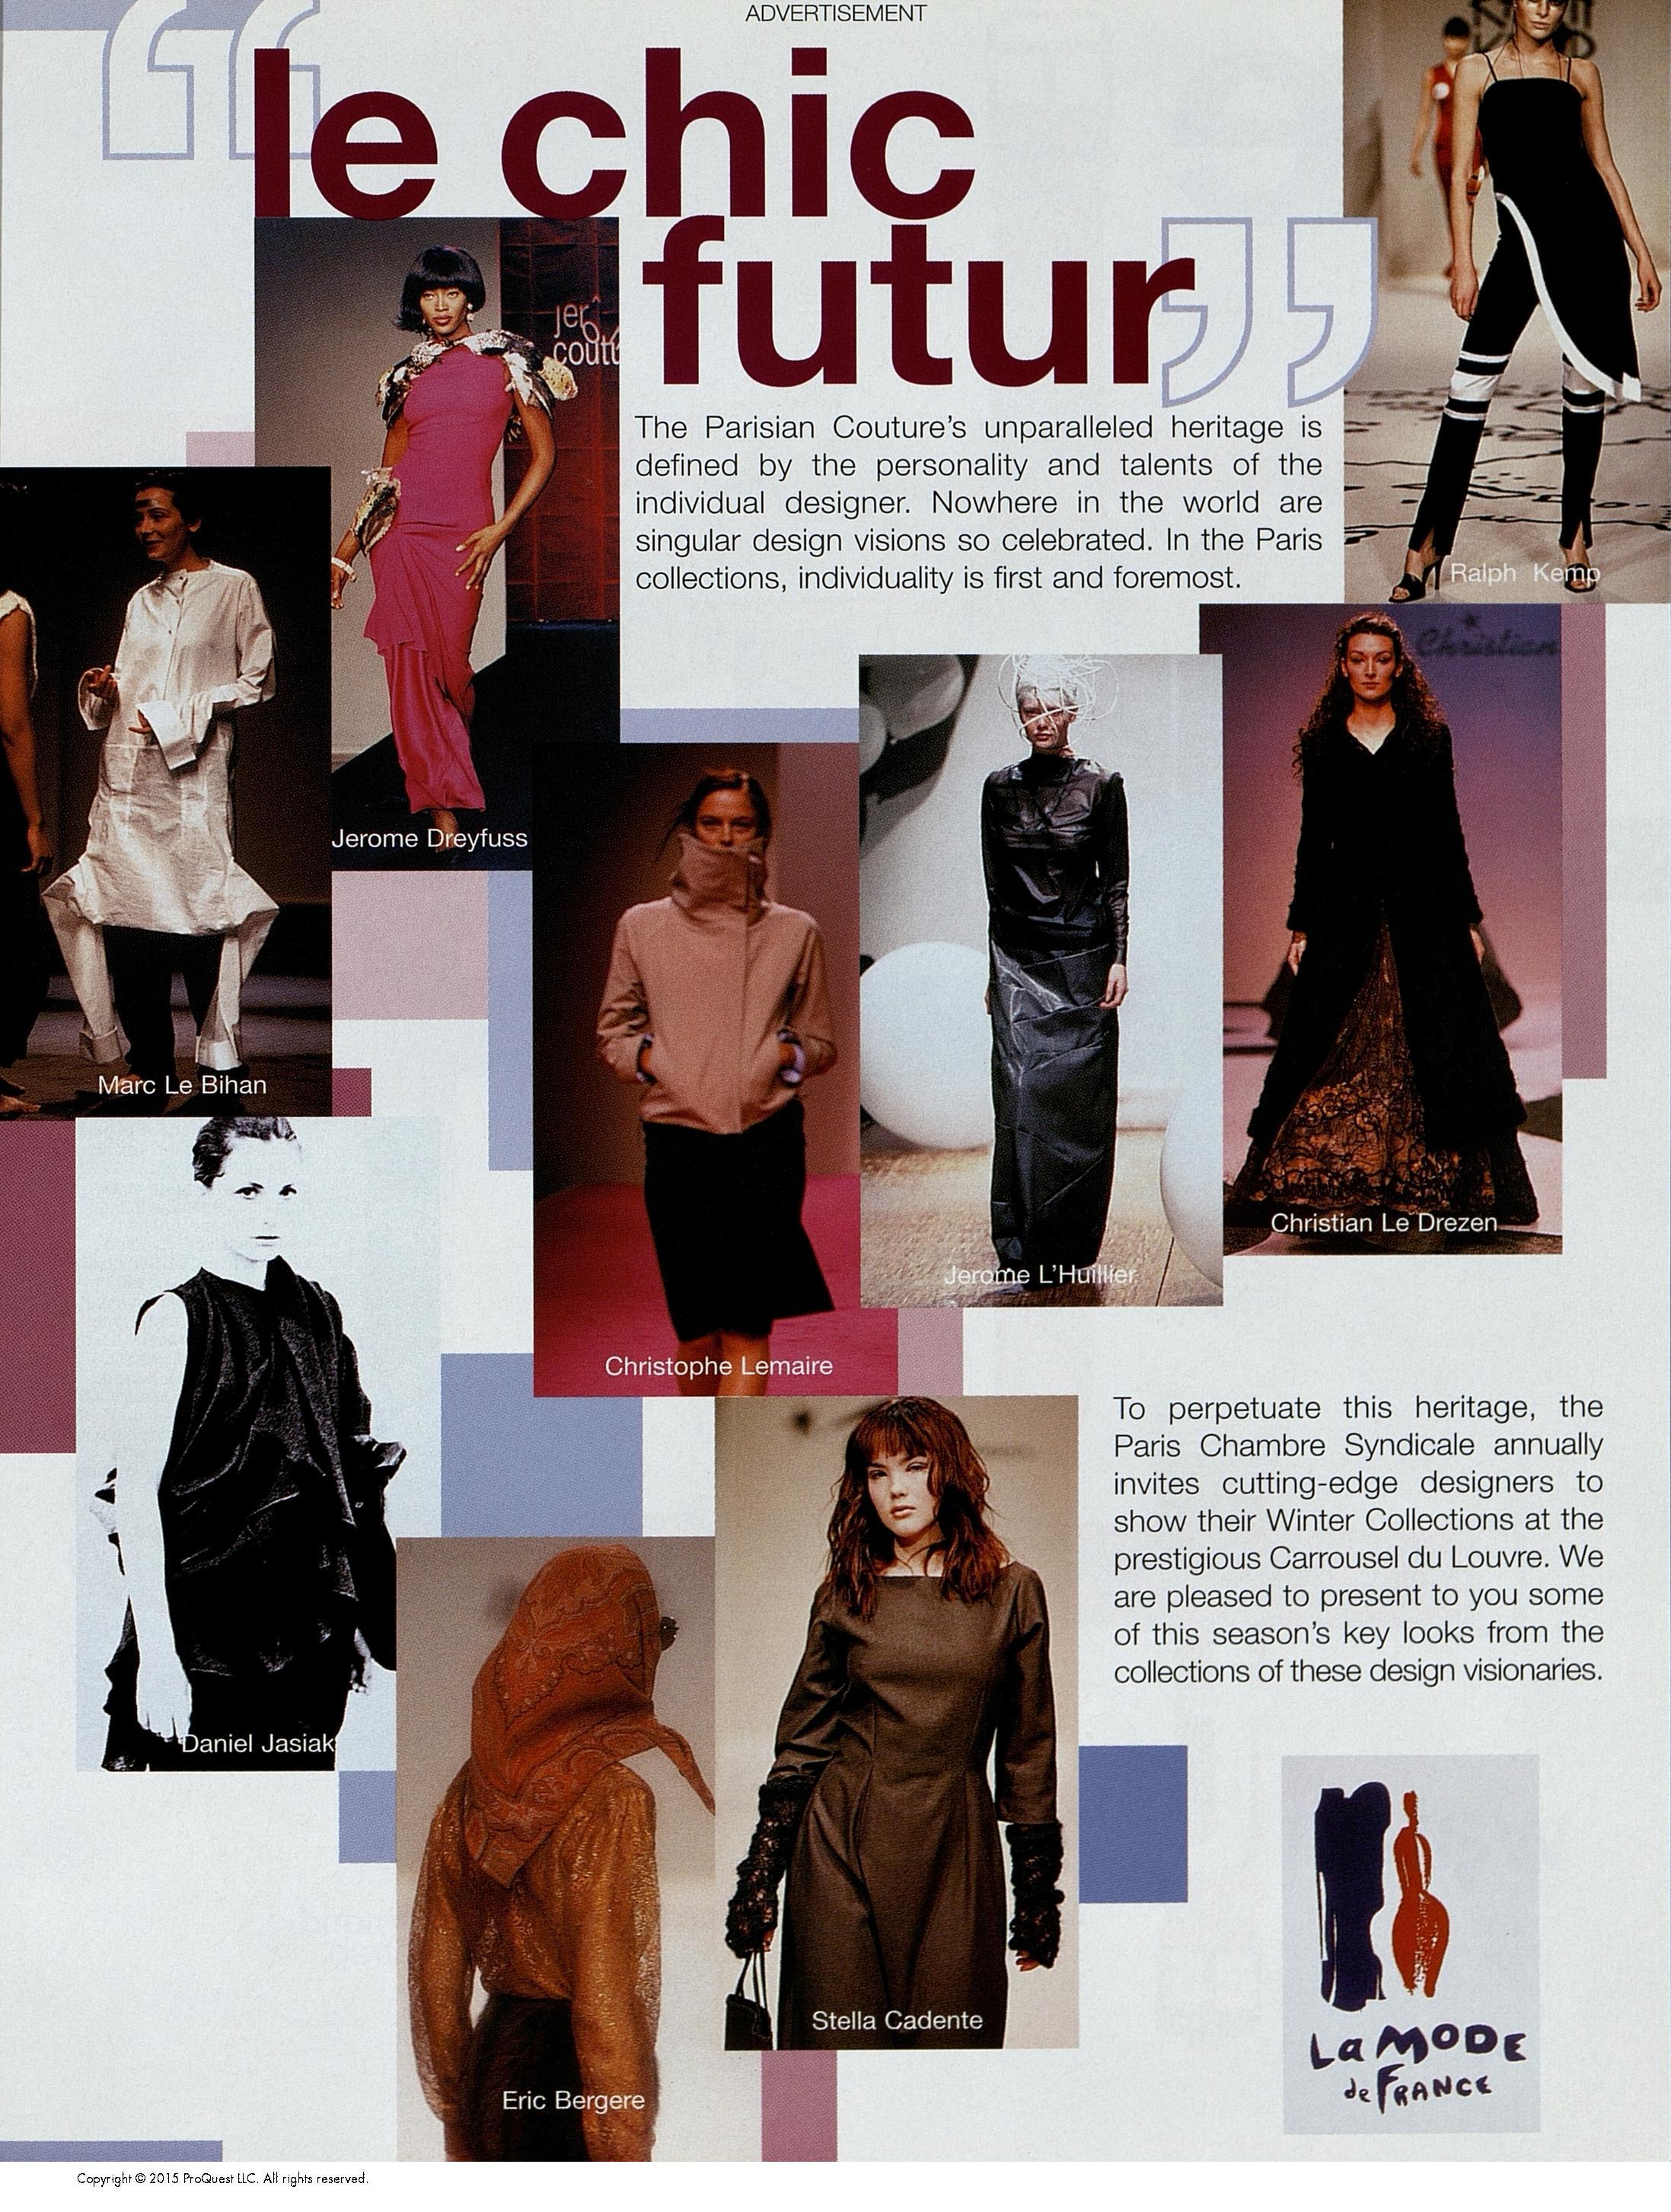 ADVERTISEMENT
“le chic
futur”
The Parisian Couture’s unparalleled heritage is
defined by the personality and talents of the
individual designer. Nowhere in the world are
singular design visions so celebrated. In the Paris
collections, individuality is first and foremost.
Ralph Kemp
jer
cout
Christian
Jerome Dreyfuss
Marc Le Bihan
Christian Le Drezen
Jerome L’Huillier
Christophe Lemaire
To perpetuate this heritage, the
Paris Chambre Syndicale annually
invites cutting-edge designers to
show their Winter Collections at the
prestigious Carrousel du Louvre. We
are pleased to present to you some
of this season’s key looks from the
collections of these design visionaries.
Daniel Jasiak
Stella Cadente
Eric Bergere
La MODE
de FRANCE
Copyright © 2015 ProQuest LLC. All rights reserved.